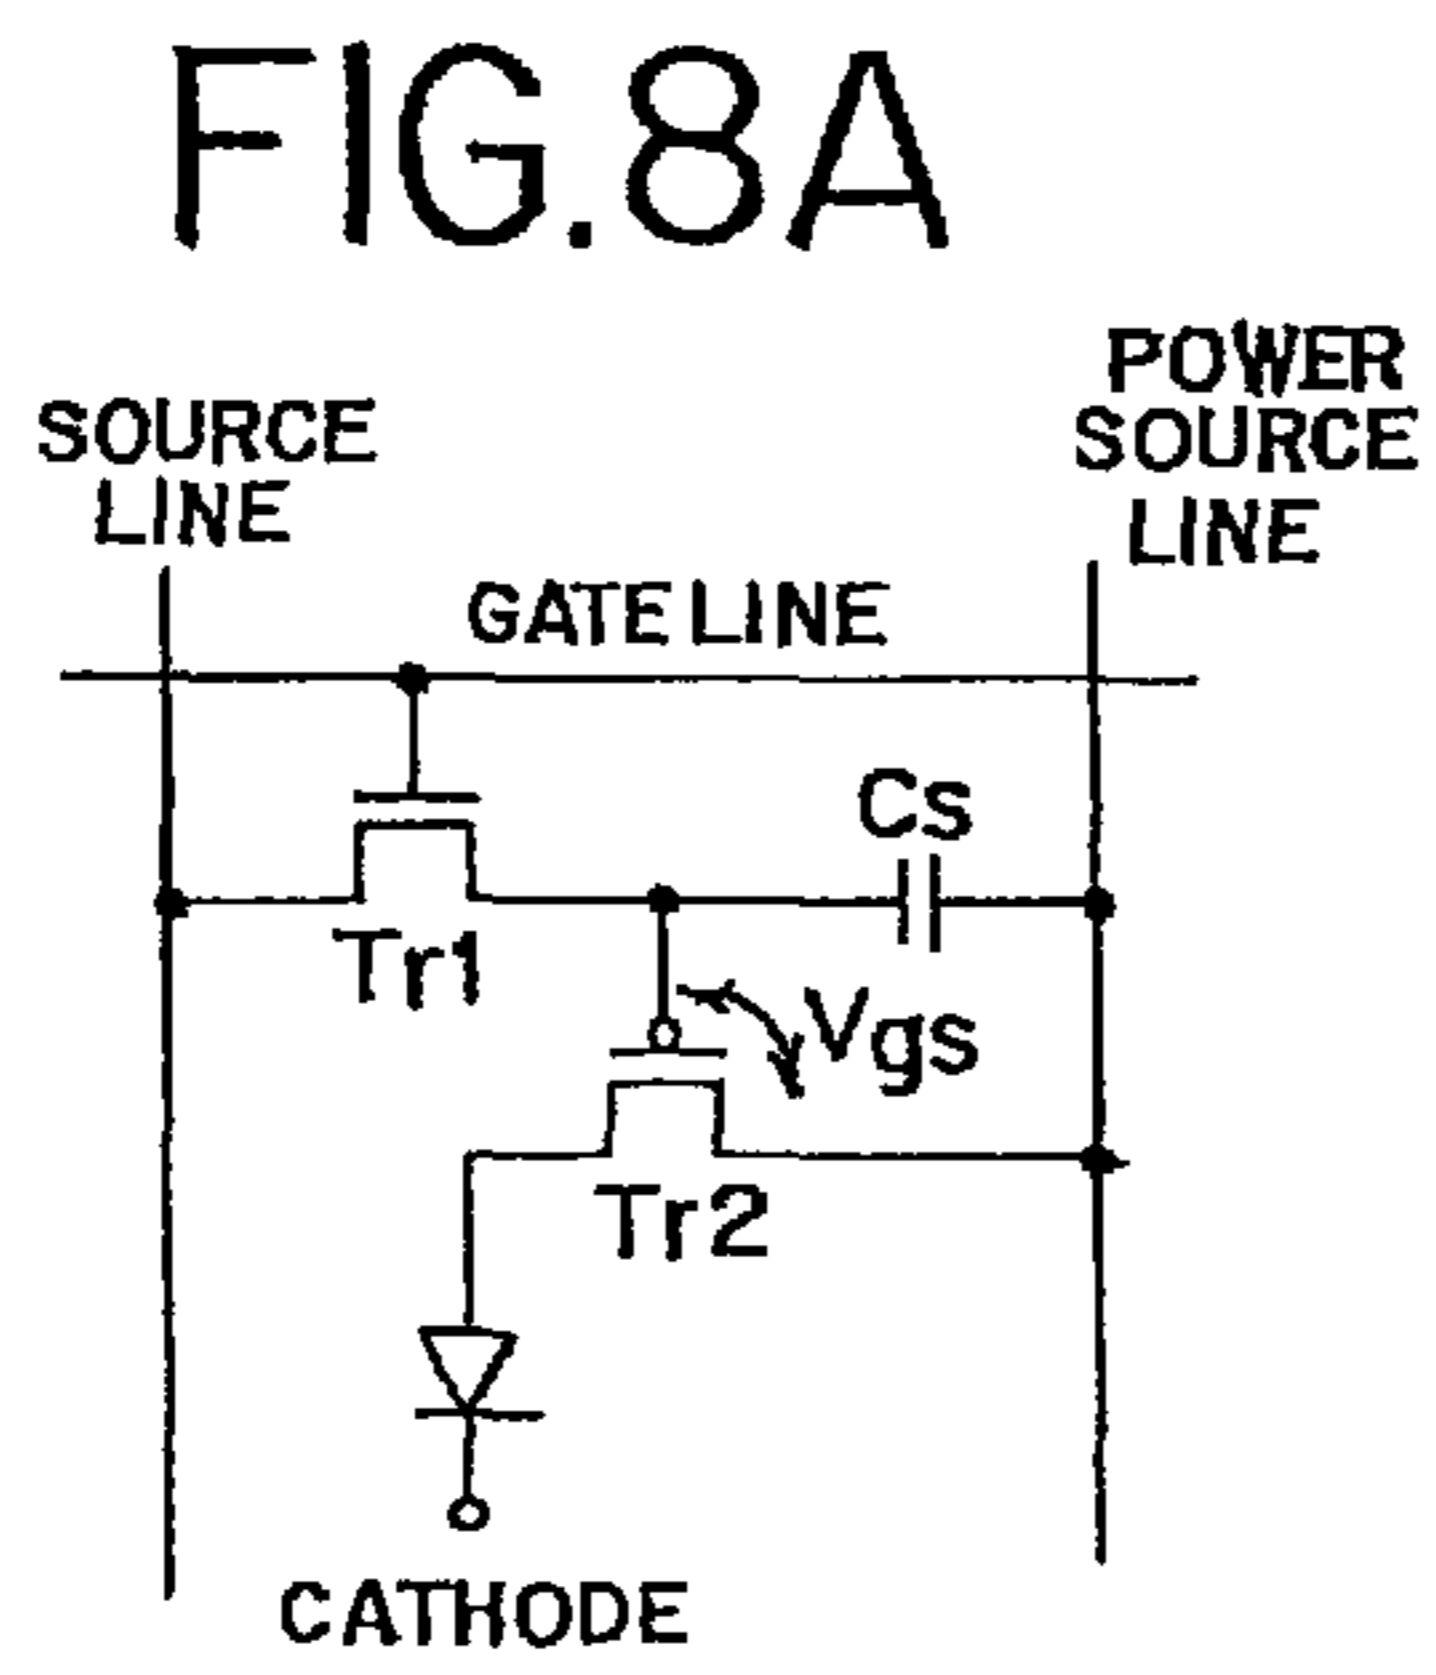 FIG.8A
POWER
SOURCE
LINE
SOURCE
LINE
GATE LINE
Cs
Tr1
Vgs
Tr2
CATHODE